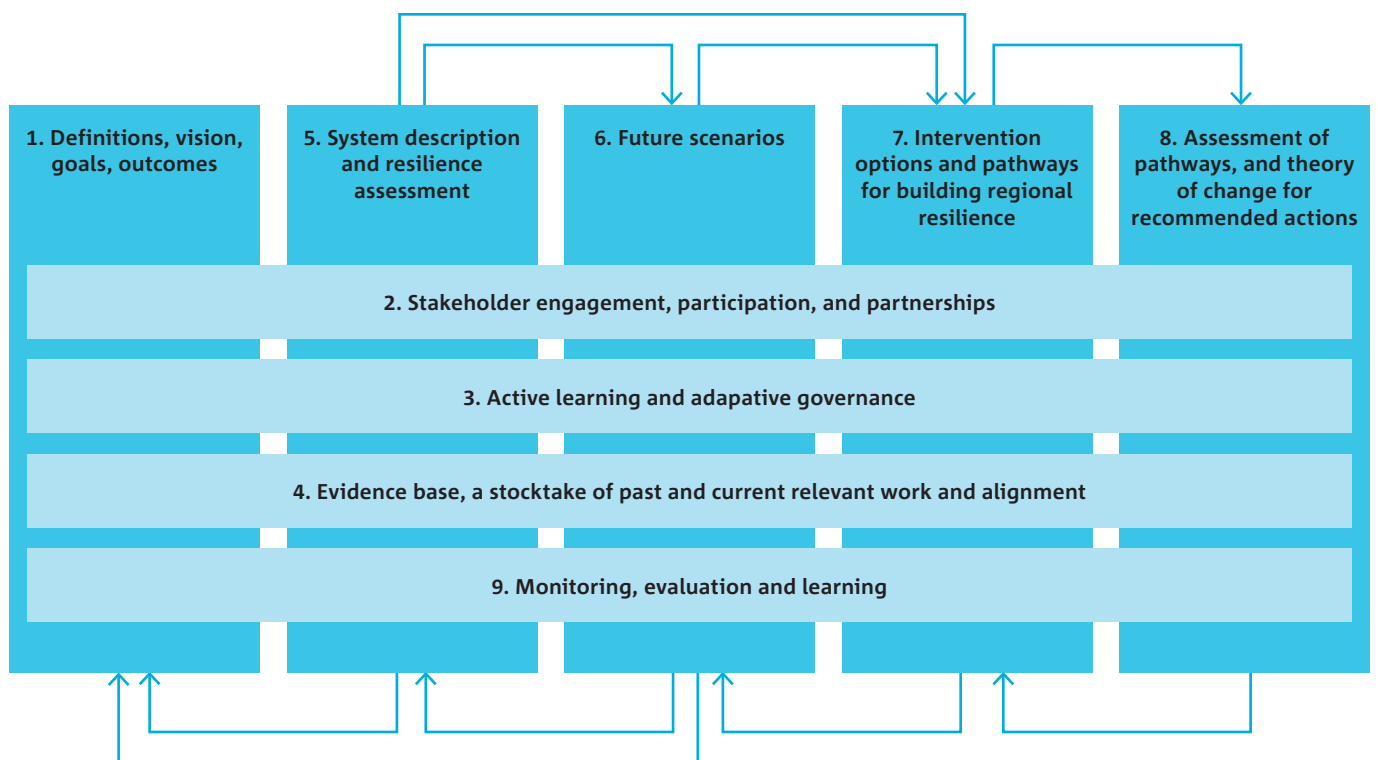 1. Definitions, vision,
goals, outcomes
5. System description
and resilience
assessment
6. Future scenarios
7. Intervention
options and pathways
for building regional
resilience
8. Assessment of
pathways, and theory
of change for
recommended actions
2. Stakeholder engagement, participation, and partnerships
3. Active learning and adapative governance
4. Evidence base, a stocktake of past and current relevant work and alignment
9. Monitoring, evaluation and learning